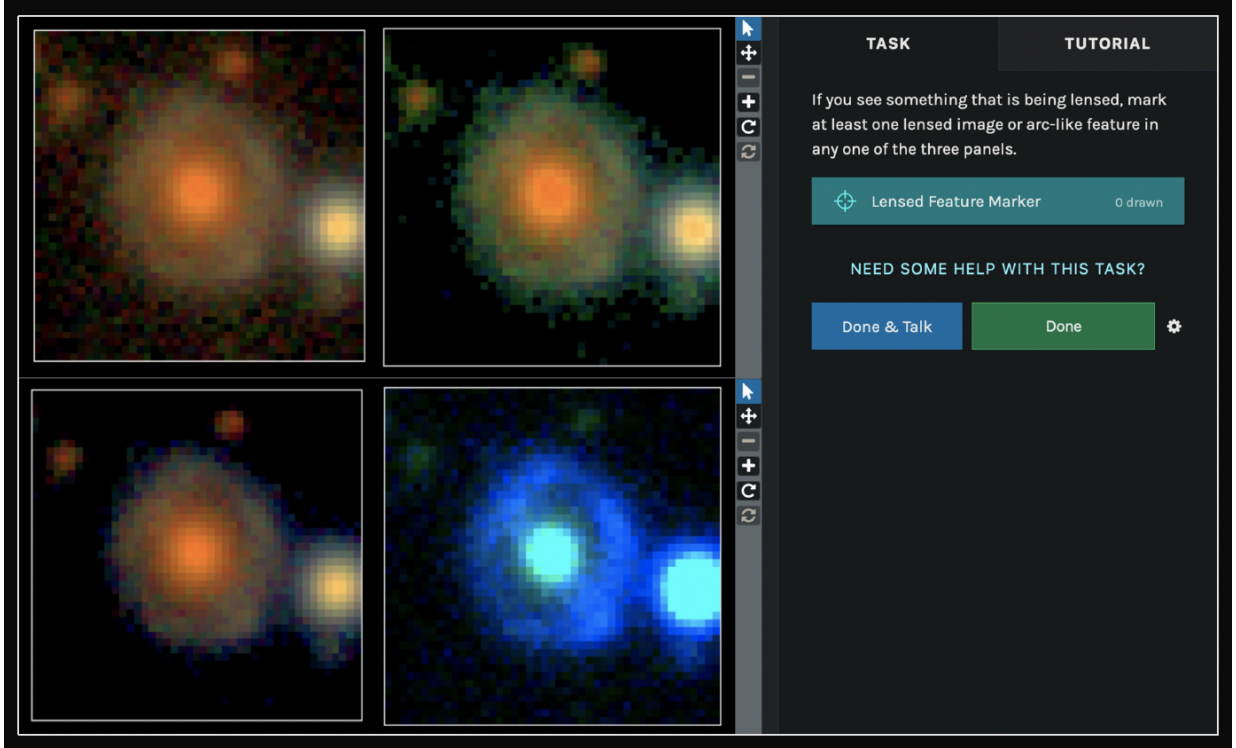 TASK
TUTORIAL
If you see something that is being lensed, mark
at least one lensed image or arc-like feature in
any one of the three panels.
Lensed Feature Marker
0 drawn
NEED SOME HELP WITH THIS TASK?
Done & Talk
Done